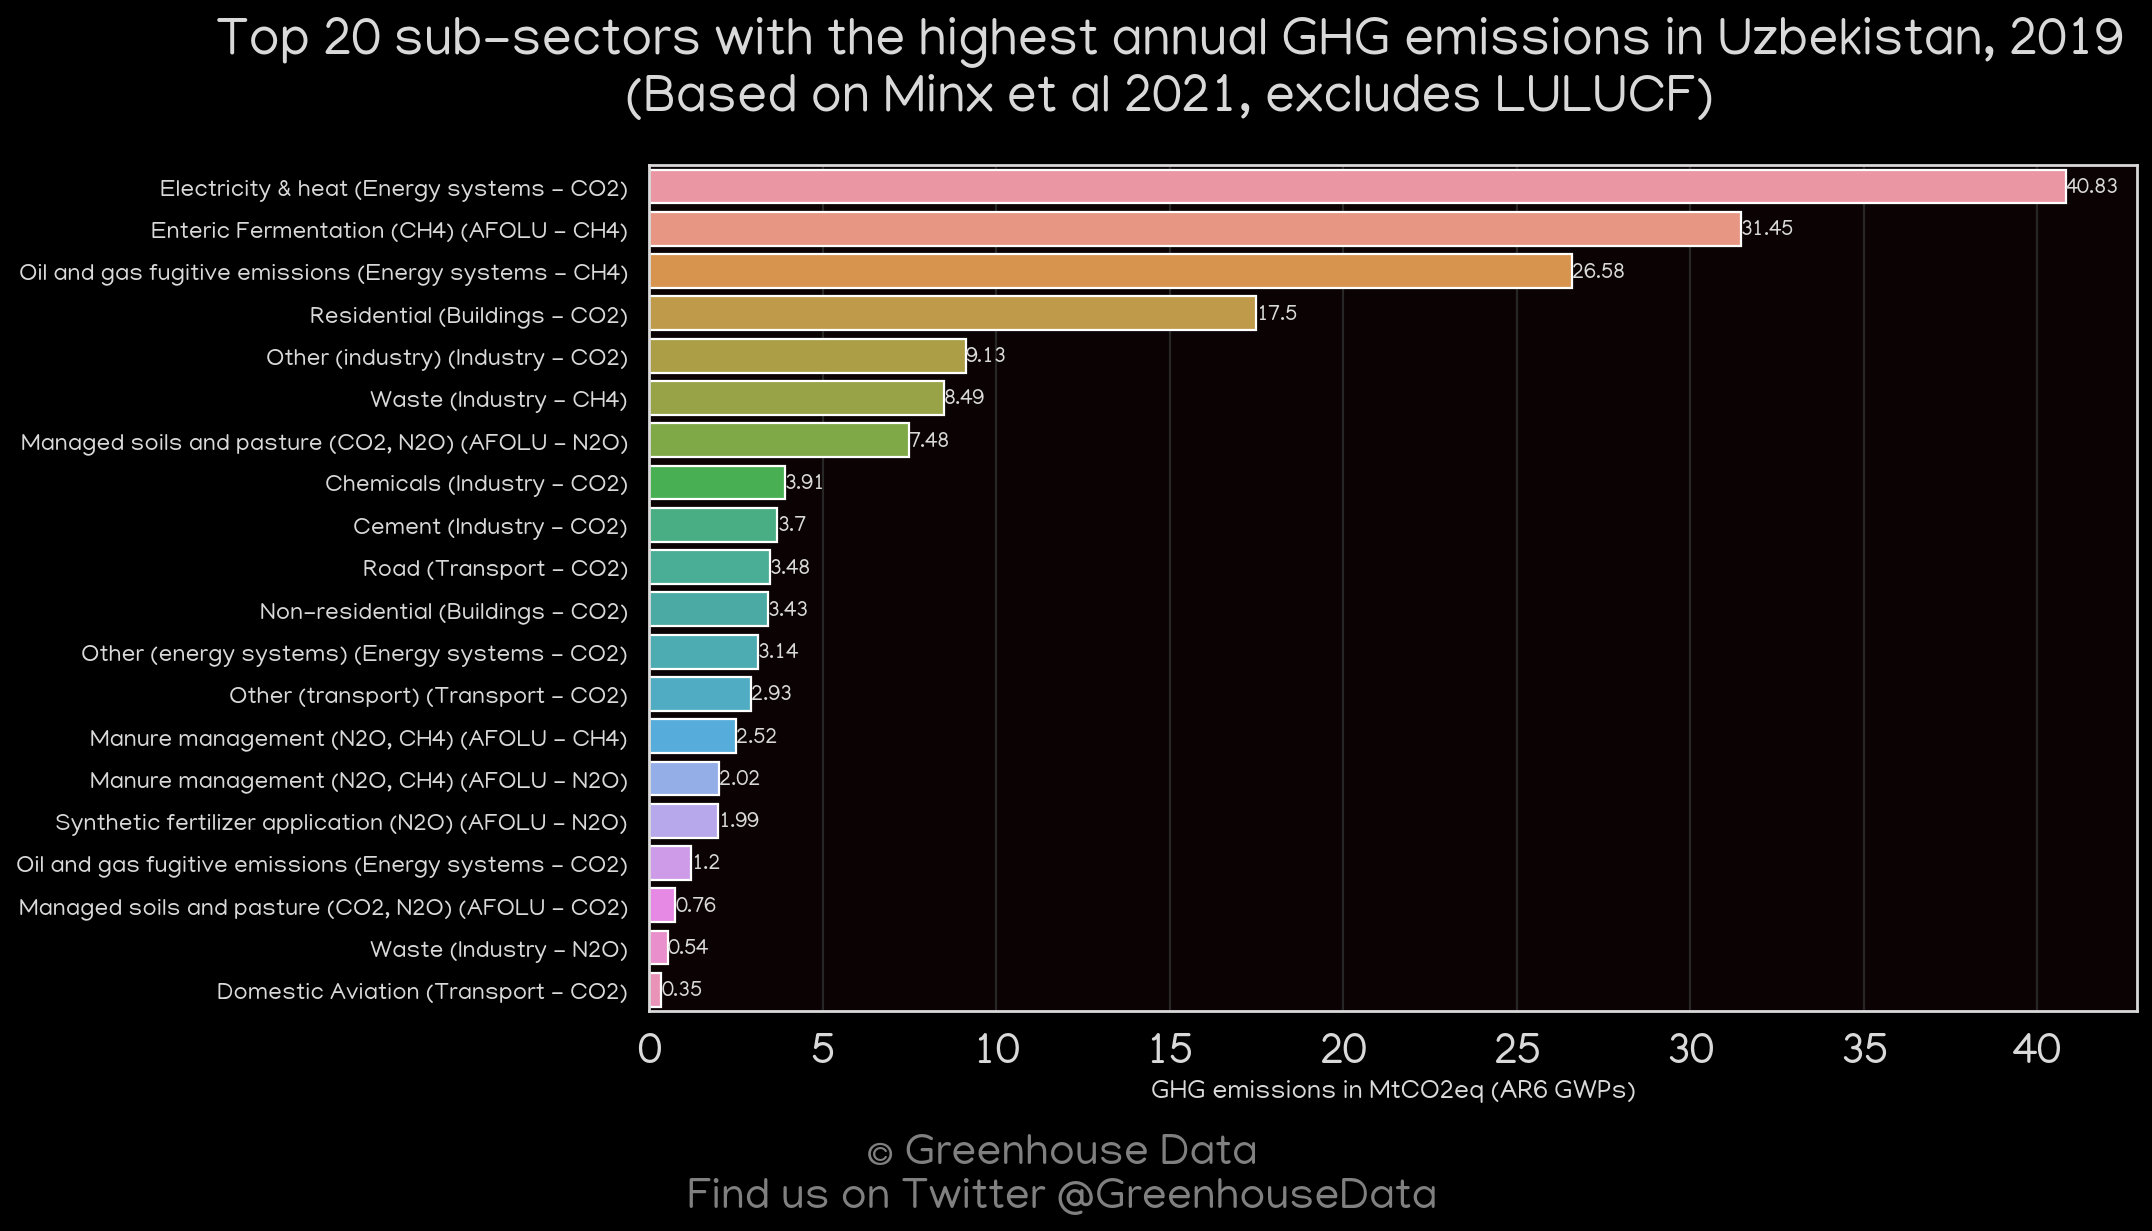 Top 20 sub-sectors with the highest annual GHG emissions in Uzbekistan, 2019
(Based on Minx et al 2021, excludes LULUCF)
Electricity & heat (Energy systems - CO2) 40.83
Enteric Fermentation (CH4) (AFOLU - CH4) 31.45
Oil and gas fugitive emissions (Energy systems - CH4) 26.58
Residential (Buildings - CO2) 17.5
Other (industry) (Industry - CO2) 9.13
Waste (Industry - CH4) 8.49
Managed soils and pasture (CO2, N2O) (AFOLU - N2O) 7.48
Chemicals (Industry - CO2) 3.91
Cement (Industry - CO2) 3.7
Road (Transport - CO2) 3.48
Non-residential (Buildings - CO2) 3.43
Other (energy systems) (Energy systems - CO2) 3.14
Other (transport) (Transport - CO2) 2.93
Manure management (N2O, CH4) (AFOLU - CH4) 2.52
Manure management (N2O, CH4) (AFOLU - N2O) 2.02
Synthetic fertilizer application (N2O) (AFOLU - N2O) 1.99
Oil and gas fugitive emissions (Energy systems - CO2) 1.2
Managed soils and pasture (CO2, N2O) (AFOLU - CO2) 0.76
Waste (Industry - N2O) 0.54
Domestic Aviation (Transport - CO2) 0.35
0 5 10 15 20 25 30 35 40
GHG emissions in MtCO2eq (AR6 GWPs)
© Greenhouse Data
Find us on Twitter @GreenhouseData